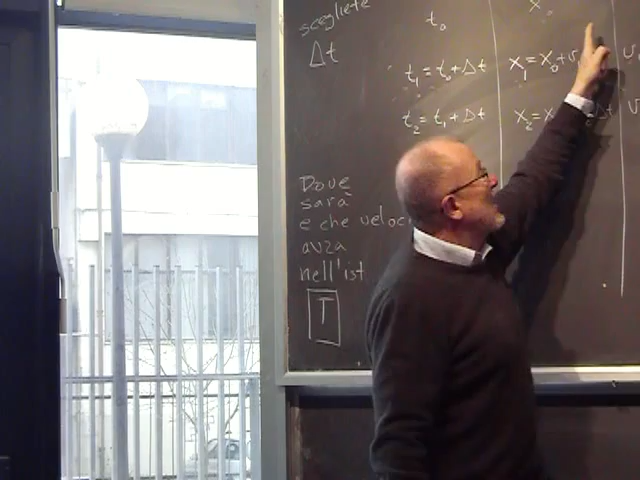 scegliete
Δt
t₀
x₀
t₁ = t₀ + Δt
x₁ = x₀ + v
t₂ = t₁ + Δt
x₂ = x
Δt
Dove
sarà
e che veloc
avrà
nell'ist
T